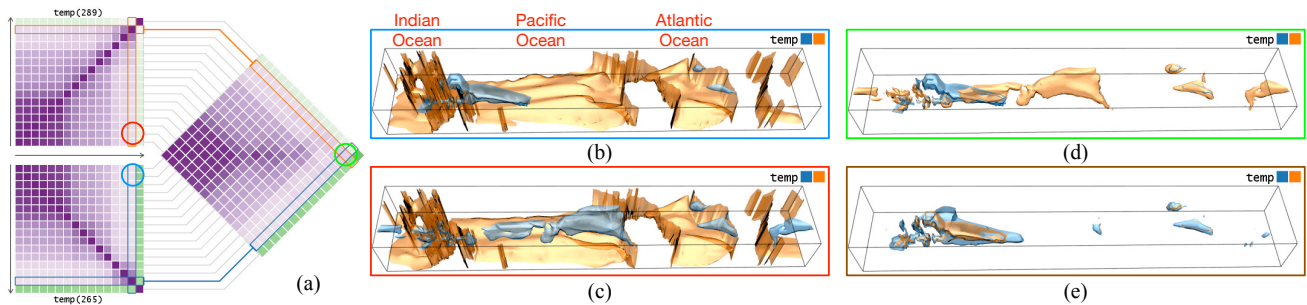 temp(289)
temp(265)
(a)
Indian
Ocean
Pacific
Ocean
Atlantic
Ocean
temp
(b)
temp
(c)
temp
(d)
temp
(e)